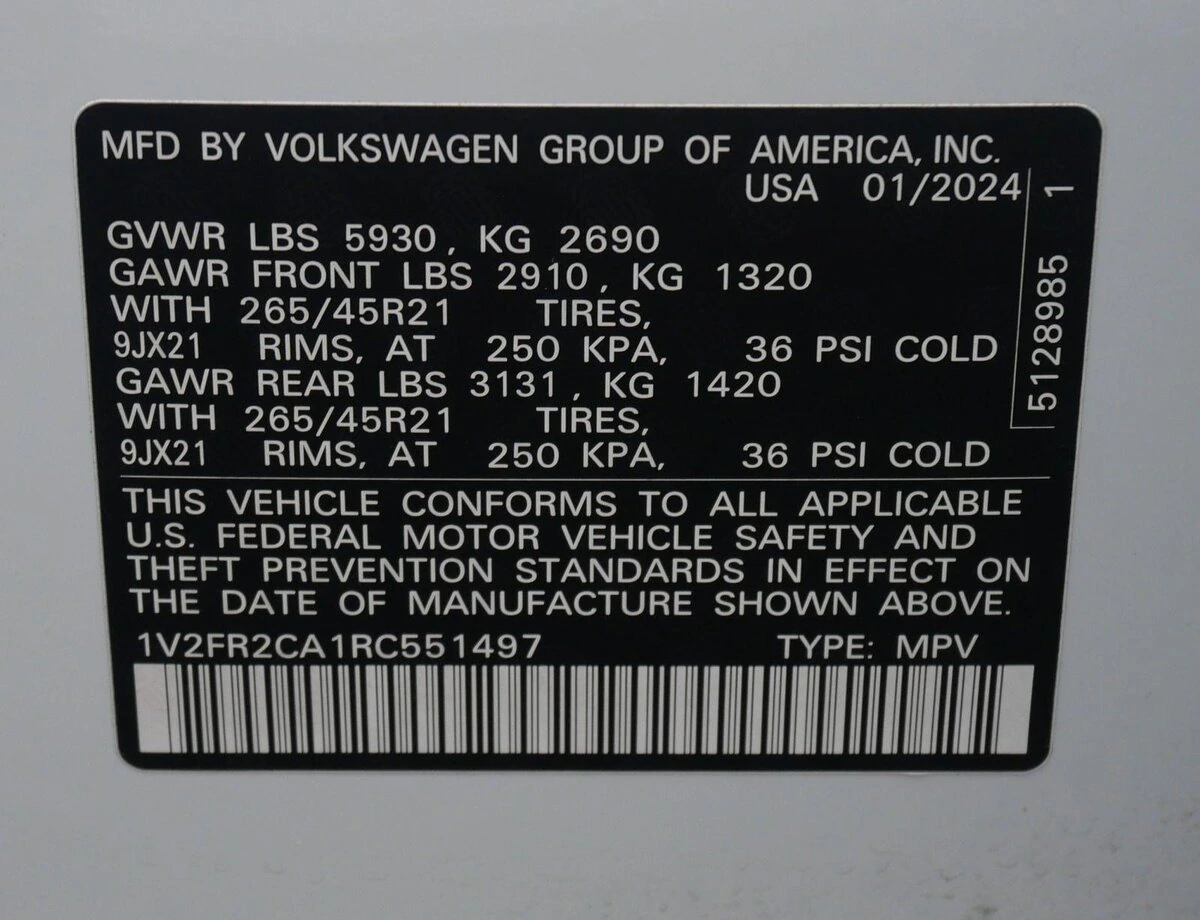 MFD BY VOLKSWAGEN GROUP OF AMERICA, INC.
USA 01/2024
GVWR LBS 5930, KG 2690
GAWR FRONT LBS 2910, KG 1320
WITH 265/45R21 TIRES,
9JX21 RIMS, AT 250 KPA, 36 PSI COLD
GAWR REAR LBS 3131, KG 1420
WITH 265/45R21 TIRES,
9JX21 RIMS, AT 250 KPA, 36 PSI COLD
5128985 1
THIS VEHICLE CONFORMS TO ALL APPLICABLE
U.S. FEDERAL MOTOR VEHICLE SAFETY AND
THEFT PREVENTION STANDARDS IN EFFECT ON
THE DATE OF MANUFACTURE SHOWN ABOVE.
1V2FR2CA1RC551497 TYPE: MPV